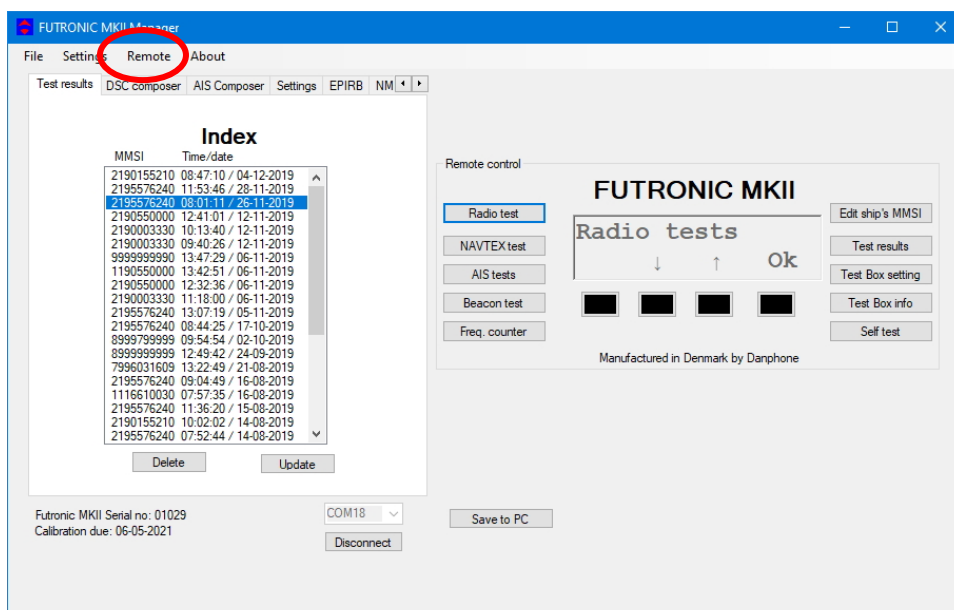 FUTRONIC MKII Manager
File Settings Remote About
Test results DSC composer AIS Composer Settings EPIRB NM
Index
MMSI Time/date
2190155210 08:47:10 / 04-12-2019
2195576240 11:53:46 / 28-11-2019
2195576240 08:01:11 / 26-11-2019
2190550000 12:41:01 / 12-11-2019
2190003330 10:13:40 / 12-11-2019
2190003330 09:40:26 / 12-11-2019
9999999990 13:47:29 / 06-11-2019
1190550000 13:42:51 / 06-11-2019
2190550000 12:32:36 / 06-11-2019
2190003330 11:18:00 / 06-11-2019
2195576240 13:07:19 / 05-11-2019
2195576240 08:44:25 / 17-10-2019
8999799999 09:54:54 / 02-10-2019
8999999999 12:49:42 / 24-09-2019
7996031609 13:22:49 / 21-08-2019
2195576240 09:04:49 / 16-08-2019
1116610030 07:57:35 / 16-08-2019
2195576240 11:36:20 / 15-08-2019
2190155210 10:02:02 / 14-08-2019
2195576240 07:52:44 / 14-08-2019
Delete Update
Futronic MKII Serial no: 01029
Calibration due: 06-05-2021
COM18
Disconnect
Remote control
FUTRONIC MKII
Radio test
NAVTEX test
AIS tests
Beacon test
Freq. counter
Radio tests
↓ ↑ Ok
Edit ship's MMSI
Test results
Test Box setting
Test Box info
Self test
Manufactured in Denmark by Danphone
Save to PC